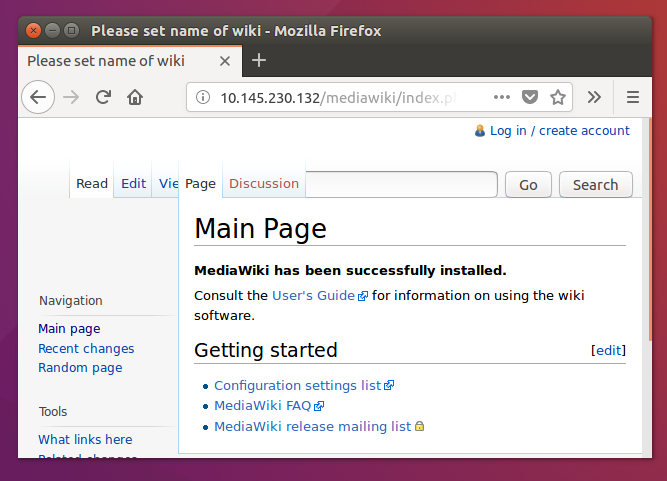 Please set name of wiki - Mozilla Firefox
Please set name of wiki
10.145.230.132/mediawiki/index.p
Log in / create account
Read Edit Vie Page Discussion Go Search
Main Page
MediaWiki has been successfully installed.
Consult the User's Guide for information on using the wiki
software.
Navigation
Main page
Recent changes
Random page
Getting started [edit]
Configuration settings list
MediaWiki FAQ
MediaWiki release mailing list
Tools
What links here
Related changes